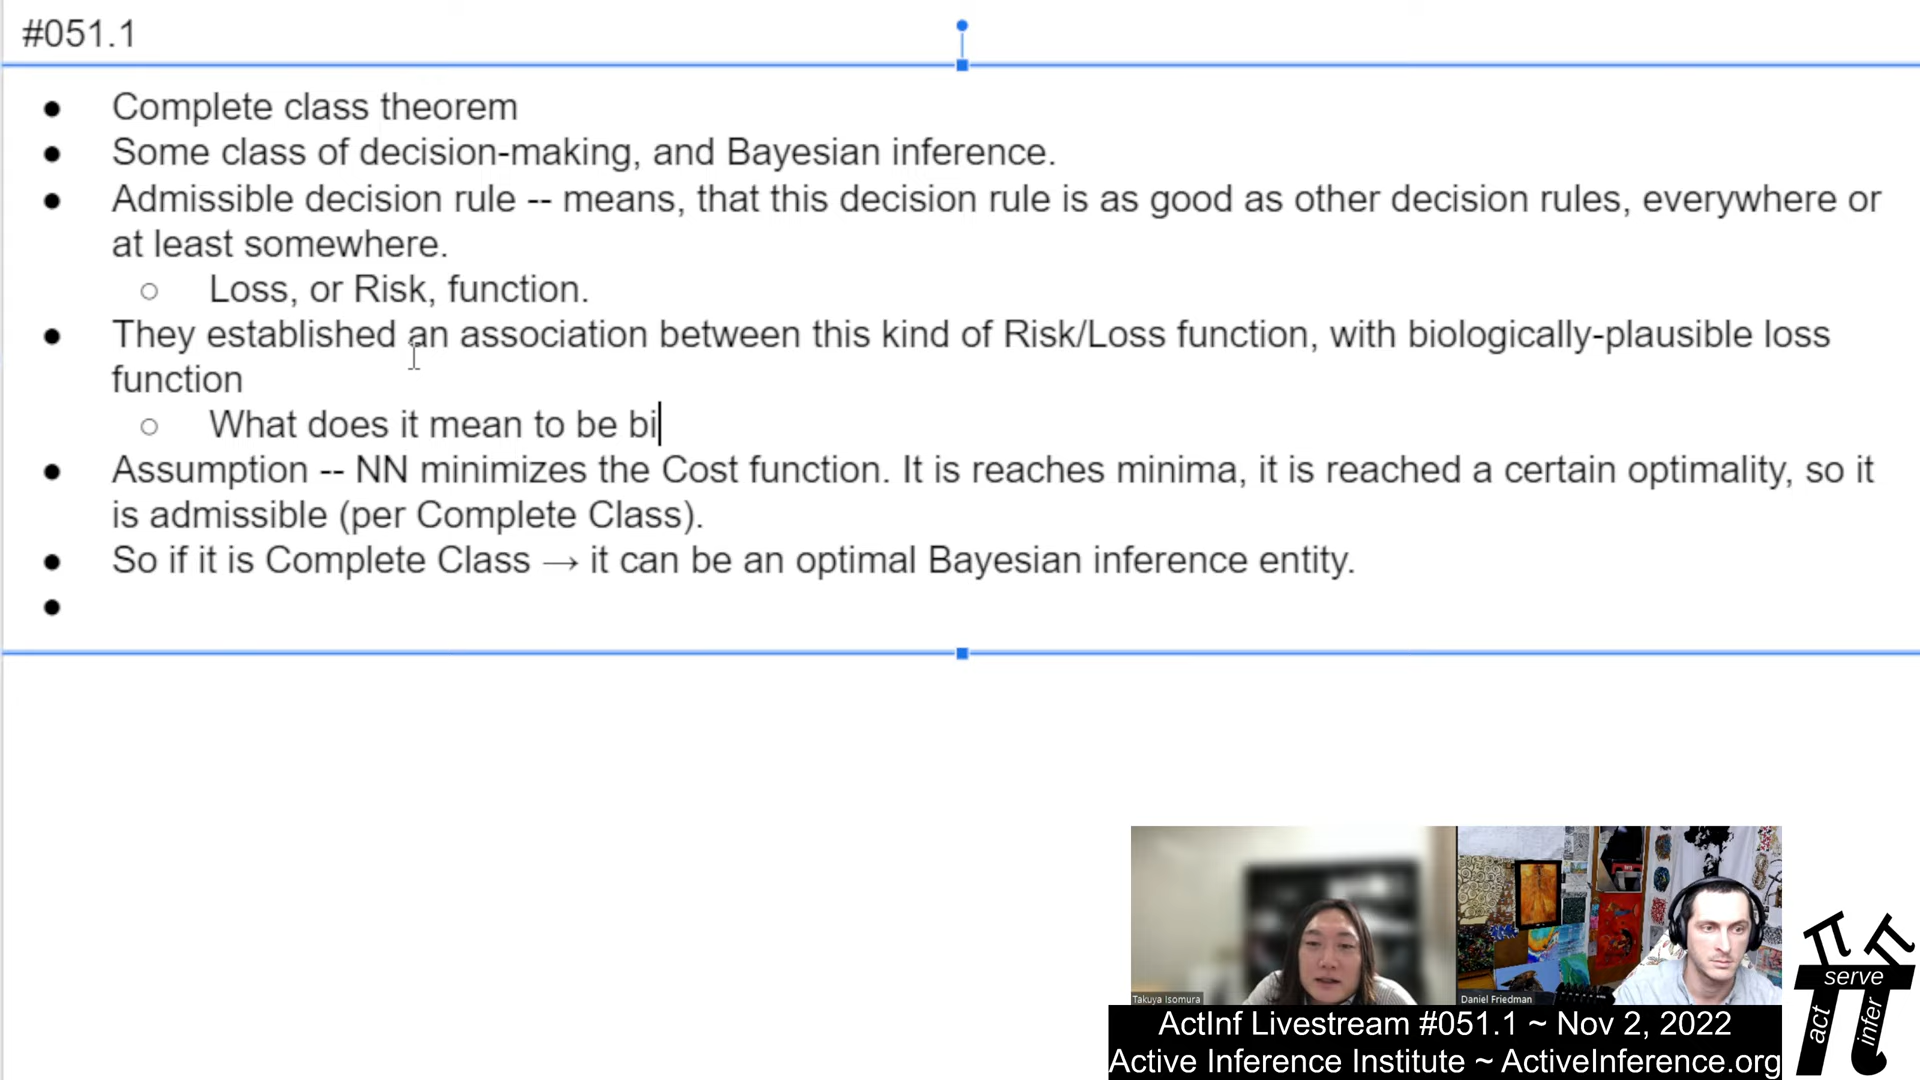 #051.1
● Complete class theorem
● Some class of decision-making, and Bayesian inference.
● Admissible decision rule -- means, that this decision rule is as good as other decision rules, everywhere or
at least somewhere.
○ Loss, or Risk, function.
● They established an association between this kind of Risk/Loss function, with biologically-plausible loss
function
○ What does it mean to be bi
● Assumption -- NN minimizes the Cost function. It is reaches minima, it is reached a certain optimality, so it
is admissible (per Complete Class).
● So if it is Complete Class → it can be an optimal Bayesian inference entity.
●
Takuya Isomura
Daniel Friedman
ActInf Livestream #051.1 ~ Nov 2, 2022
Active Inference Institute ~ ActiveInference.org
serve
act
infer